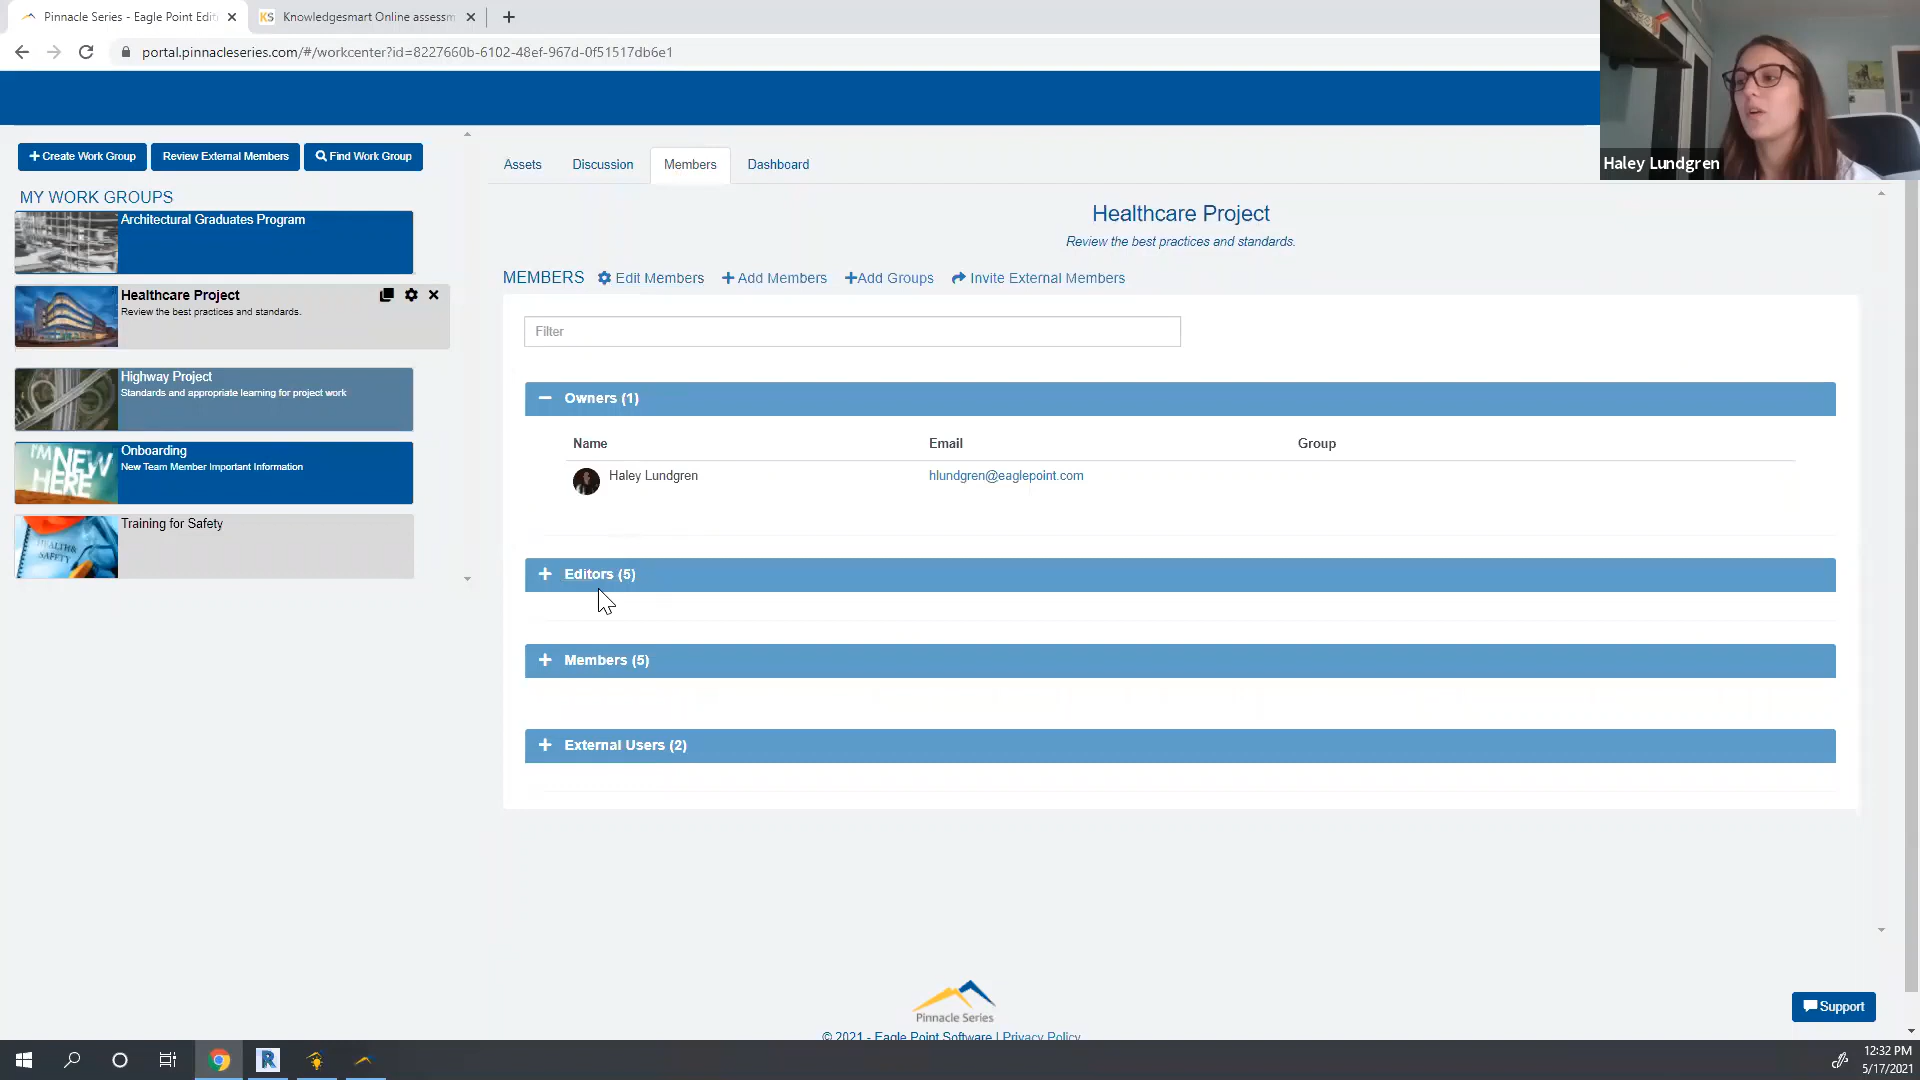 Pinnacle Series - Eagle Point Edit
KS Knowledgesmart Online assessm
portal.pinnacleseries.com/#/workcenter?id=8227660b-6102-48ef-967d-0f51517db6e1
Haley Lundgren
Create Work Group
Review External Members
Find Work Group
Assets
Discussion
Members
Dashboard
MY WORK GROUPS
Architectural Graduates Program
Healthcare Project
Review the best practices and standards.
Highway Project
Standards and appropriate learning for project work
I'M NEW HERE
Onboarding
New Team Member Important Information
HEALTH& SAFETY
Training for Safety
Healthcare Project
Review the best practices and standards.
MEMBERS Edit Members Add Members Add Groups Invite External Members
Filter
Owners (1)
Name Email Group
Haley Lundgren hlundgren@eaglepoint.com
Editors (5)
Members (5)
External Users (2)
Pinnacle Series
© 2021 - Eagle Point Software | Privacy Policy
Support
12:32 PM
5/17/2021